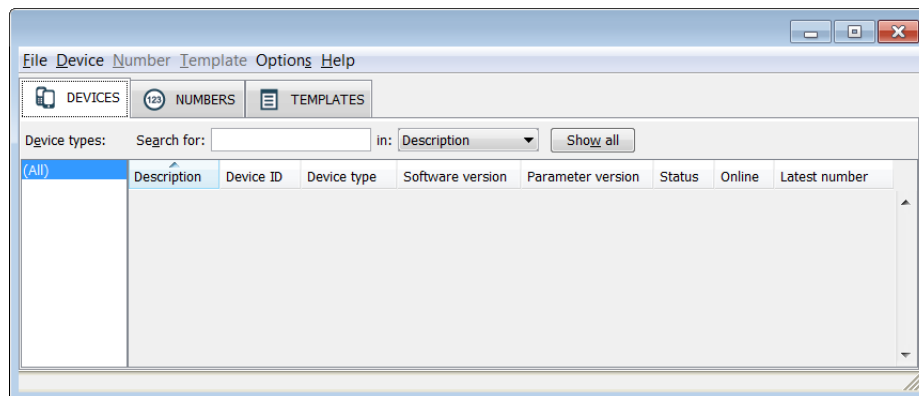 File Device Number Template Options Help
DEVICES 123 NUMBERS TEMPLATES
Device types: Search for: in: Description Show all
(All) Description Device ID Device type Software version Parameter version Status Online Latest number